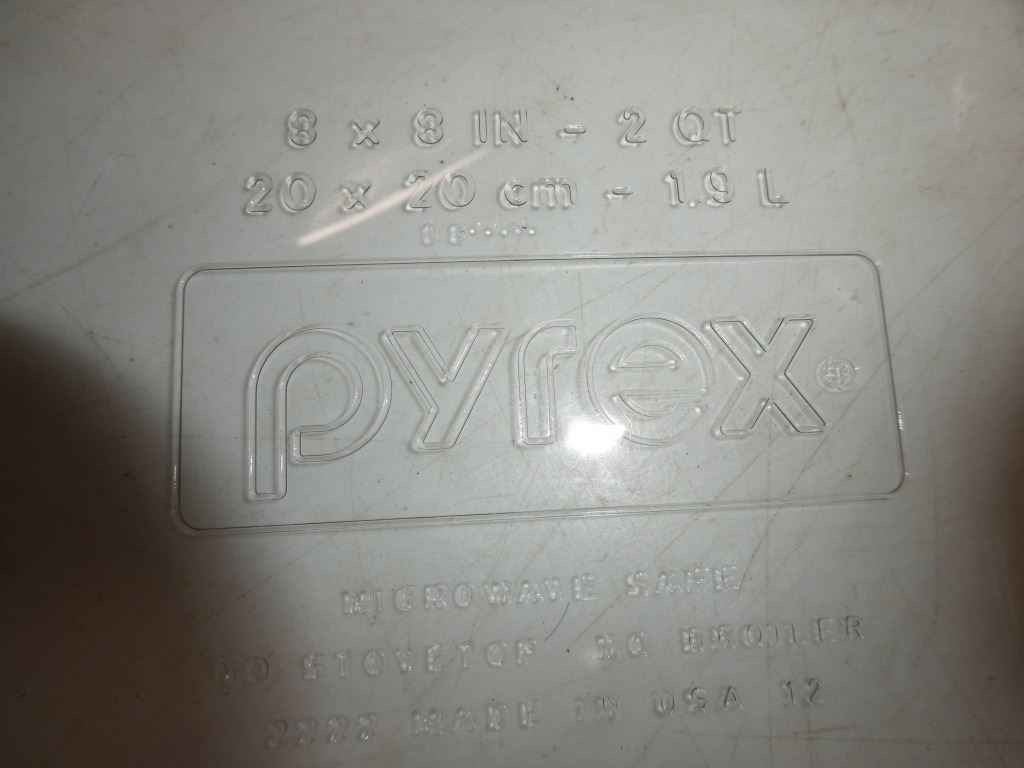 8 x 8 IN - 2 QT
20 x 20 cm - 1.9 L
pyrex ®
MICROWAVE SAFE
NO STOVETOP NO BROILER
MADE IN USA 12